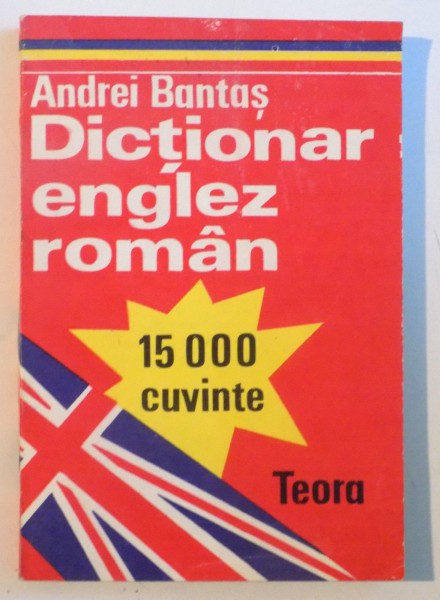 Andrei Bantaș
Dicționar
englez
român
15 000
cuvinte
Teora